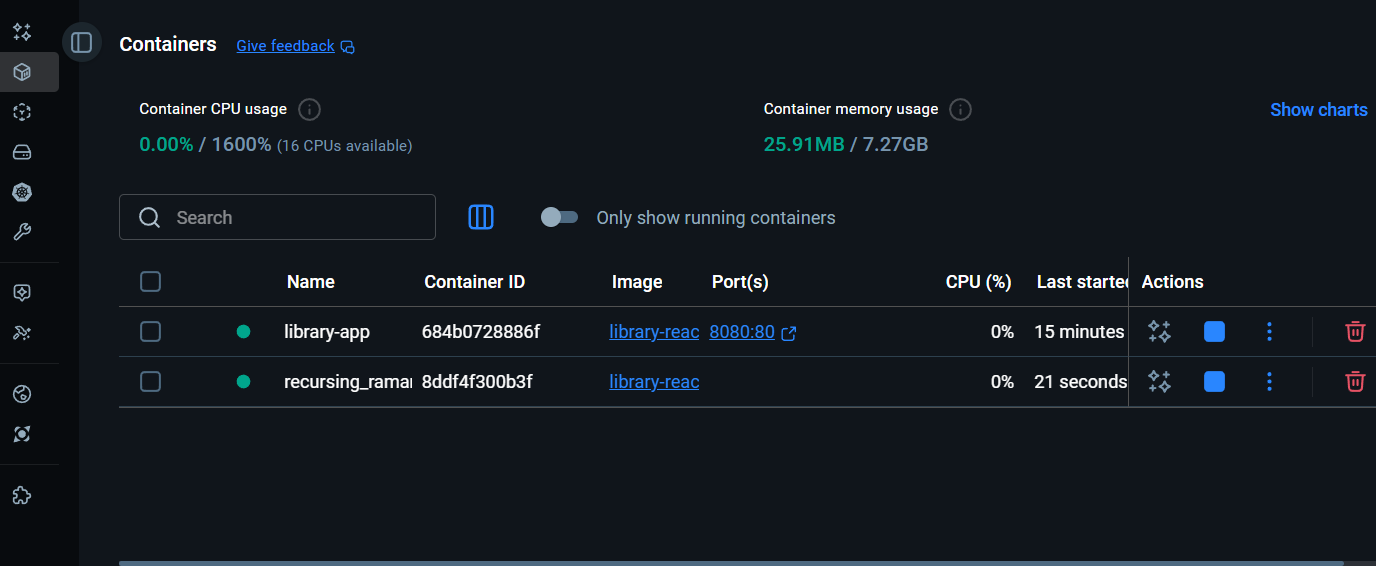 Containers Give feedback
Container CPU usage Container memory usage Show charts
0.00% / 1600% (16 CPUs available) 25.91MB / 7.27GB
Search Only show running containers
Name Container ID Image Port(s) CPU (%) Last started Actions
library-app 684b0728886f library-reac 8080:80 0% 15 minutes
recursing_ramar 8ddf4f300b3f library-reac 0% 21 seconds